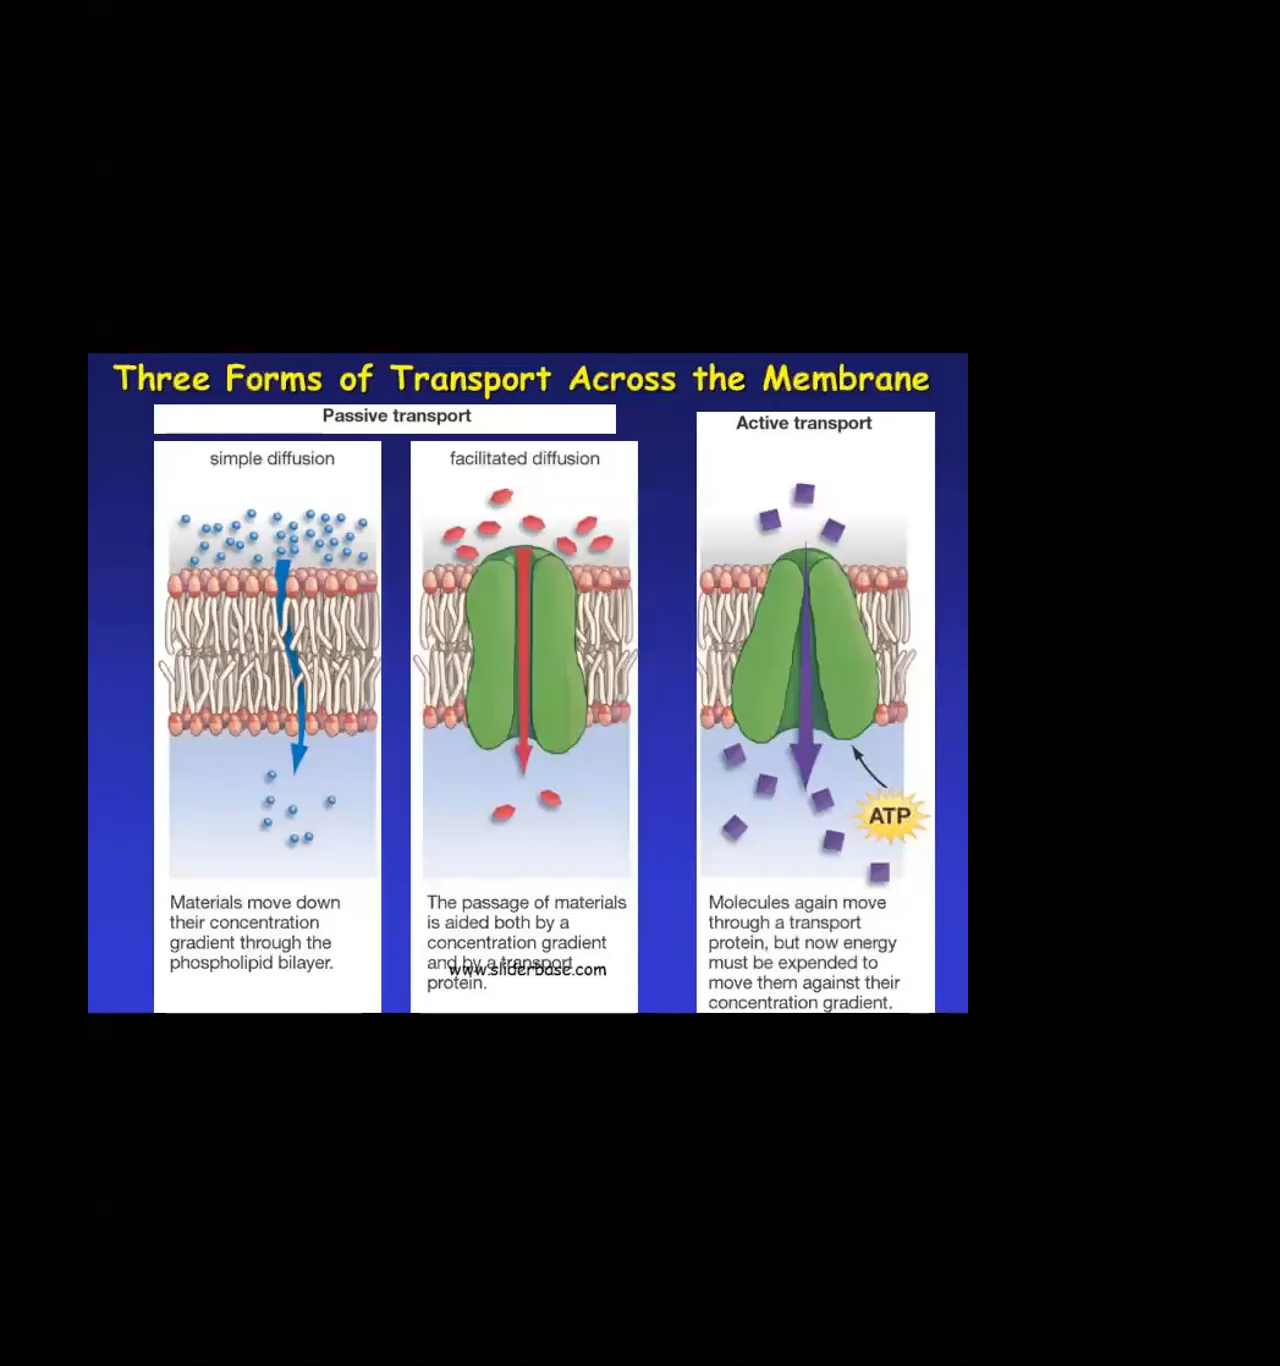 Three Forms of Transport Across the Membrane
Passive transport
simple diffusion
Materials move down
their concentration
gradient through the
phospholipid bilayer.
facilitated diffusion
The passage of materials
is aided both by a
concentration gradient
and by a transport
protein.
www.sliderbase.com
Active transport
ATP
Molecules again move
through a transport
protein, but now energy
must be expended to
move them against their
concentration gradient.